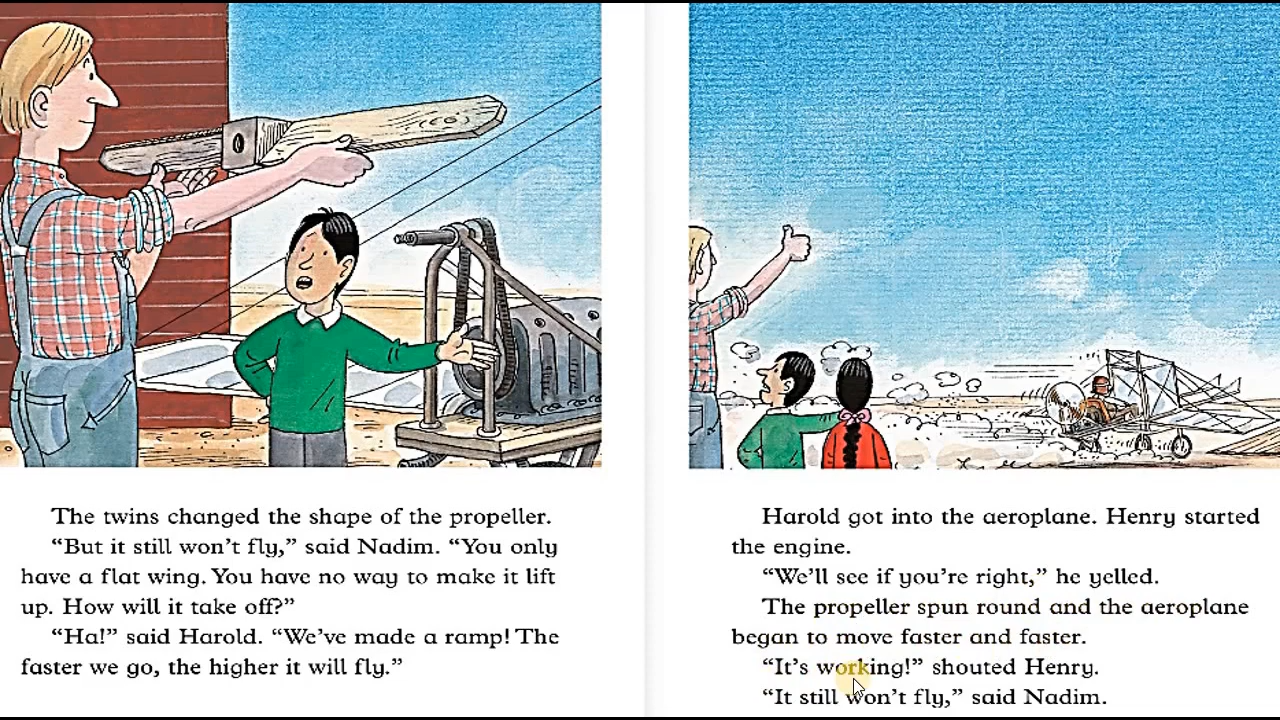 The twins changed the shape of the propeller.
“But it still won’t fly,” said Nadim. “You only
have a flat wing. You have no way to make it lift
up. How will it take off?”
“Ha!” said Harold. “We’ve made a ramp! The
faster we go, the higher it will fly.”
Harold got into the aeroplane. Henry started
the engine.
“We’ll see if you’re right,” he yelled.
The propeller spun round and the aeroplane
began to move faster and faster.
“It’s working!” shouted Henry.
“It still won’t fly,” said Nadim.